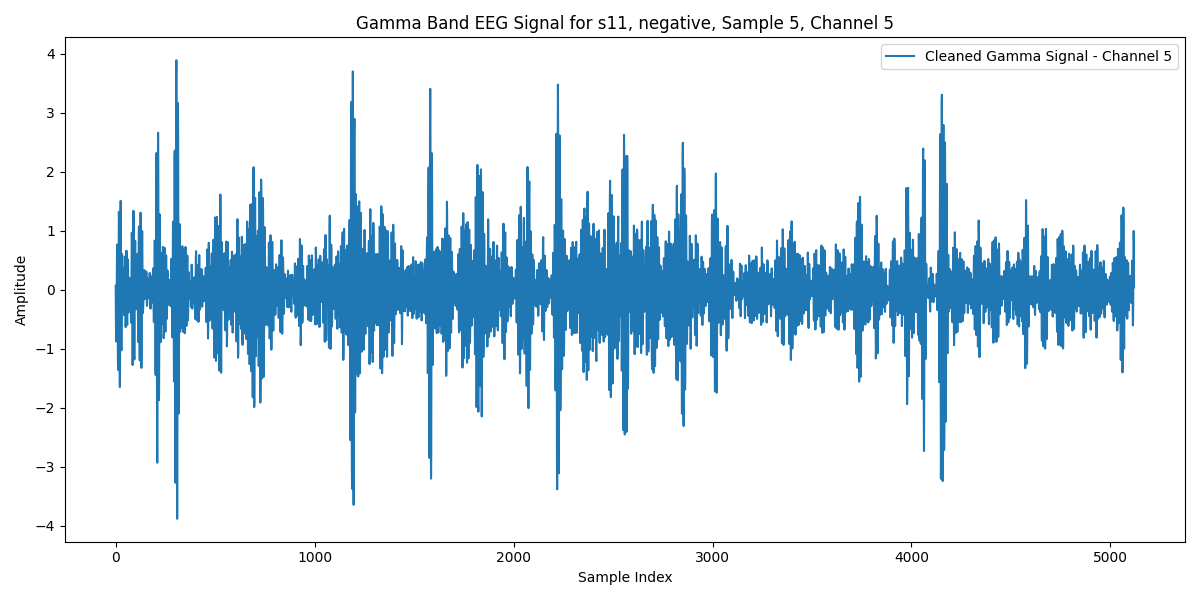 Gamma Band EEG Signal for s11, negative, Sample 5, Channel 5
Cleaned Gamma Signal - Channel 5
Amplitude
4
3
2
1
0
−1
−2
−3
−4
0 1000 2000 3000 4000 5000
Sample Index